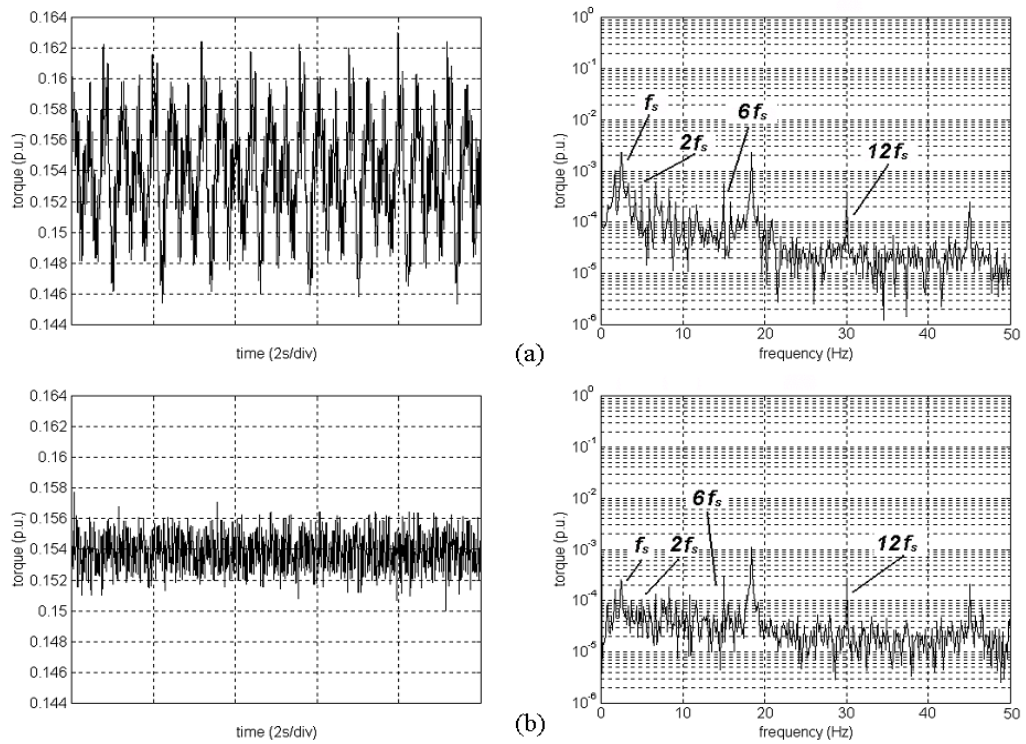 0.164
0.162
0.16
0.158
0.156
0.154
0.152
0.15
0.148
0.146
0.144
torque (p.u.)
time (2s/div)
10⁰
10⁻¹
10⁻²
10⁻³
10⁻⁴
10⁻⁵
10⁻⁶
torque (p.u.)
fₛ
2fₛ
6fₛ
12fₛ
0 10 20 30 40 50
frequency (Hz)
(a)
0.164
0.162
0.16
0.158
0.156
0.154
0.152
0.15
0.148
0.146
0.144
torque (p.u.)
time (2s/div)
10⁰
10⁻¹
10⁻²
10⁻³
10⁻⁴
10⁻⁵
10⁻⁶
torque (p.u.)
6fₛ
fₛ
2fₛ
12fₛ
0 10 20 30 40 50
frequency (Hz)
(b)